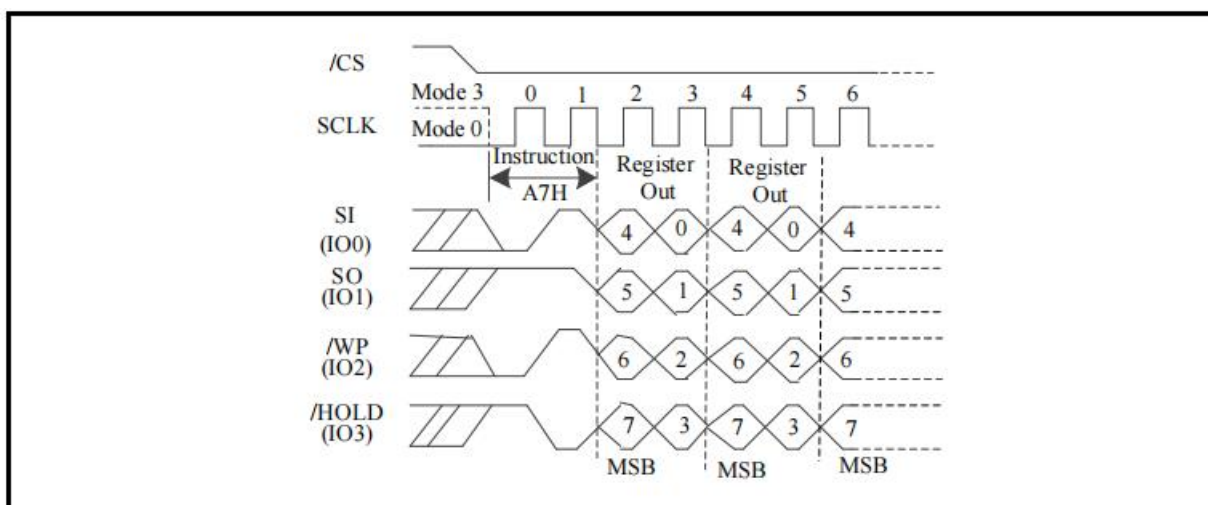 /CS
Mode 3 0 1 2 3 4 5 6
SCLK Mode 0
Instruction Register Register
A7H Out Out
SI
(IO0) 4 0 4 0 4
SO
(IO1) 5 1 5 1 5
/WP
(IO2) 6 2 6 2 6
/HOLD
(IO3) 7 3 7 3 7
MSB MSB MSB